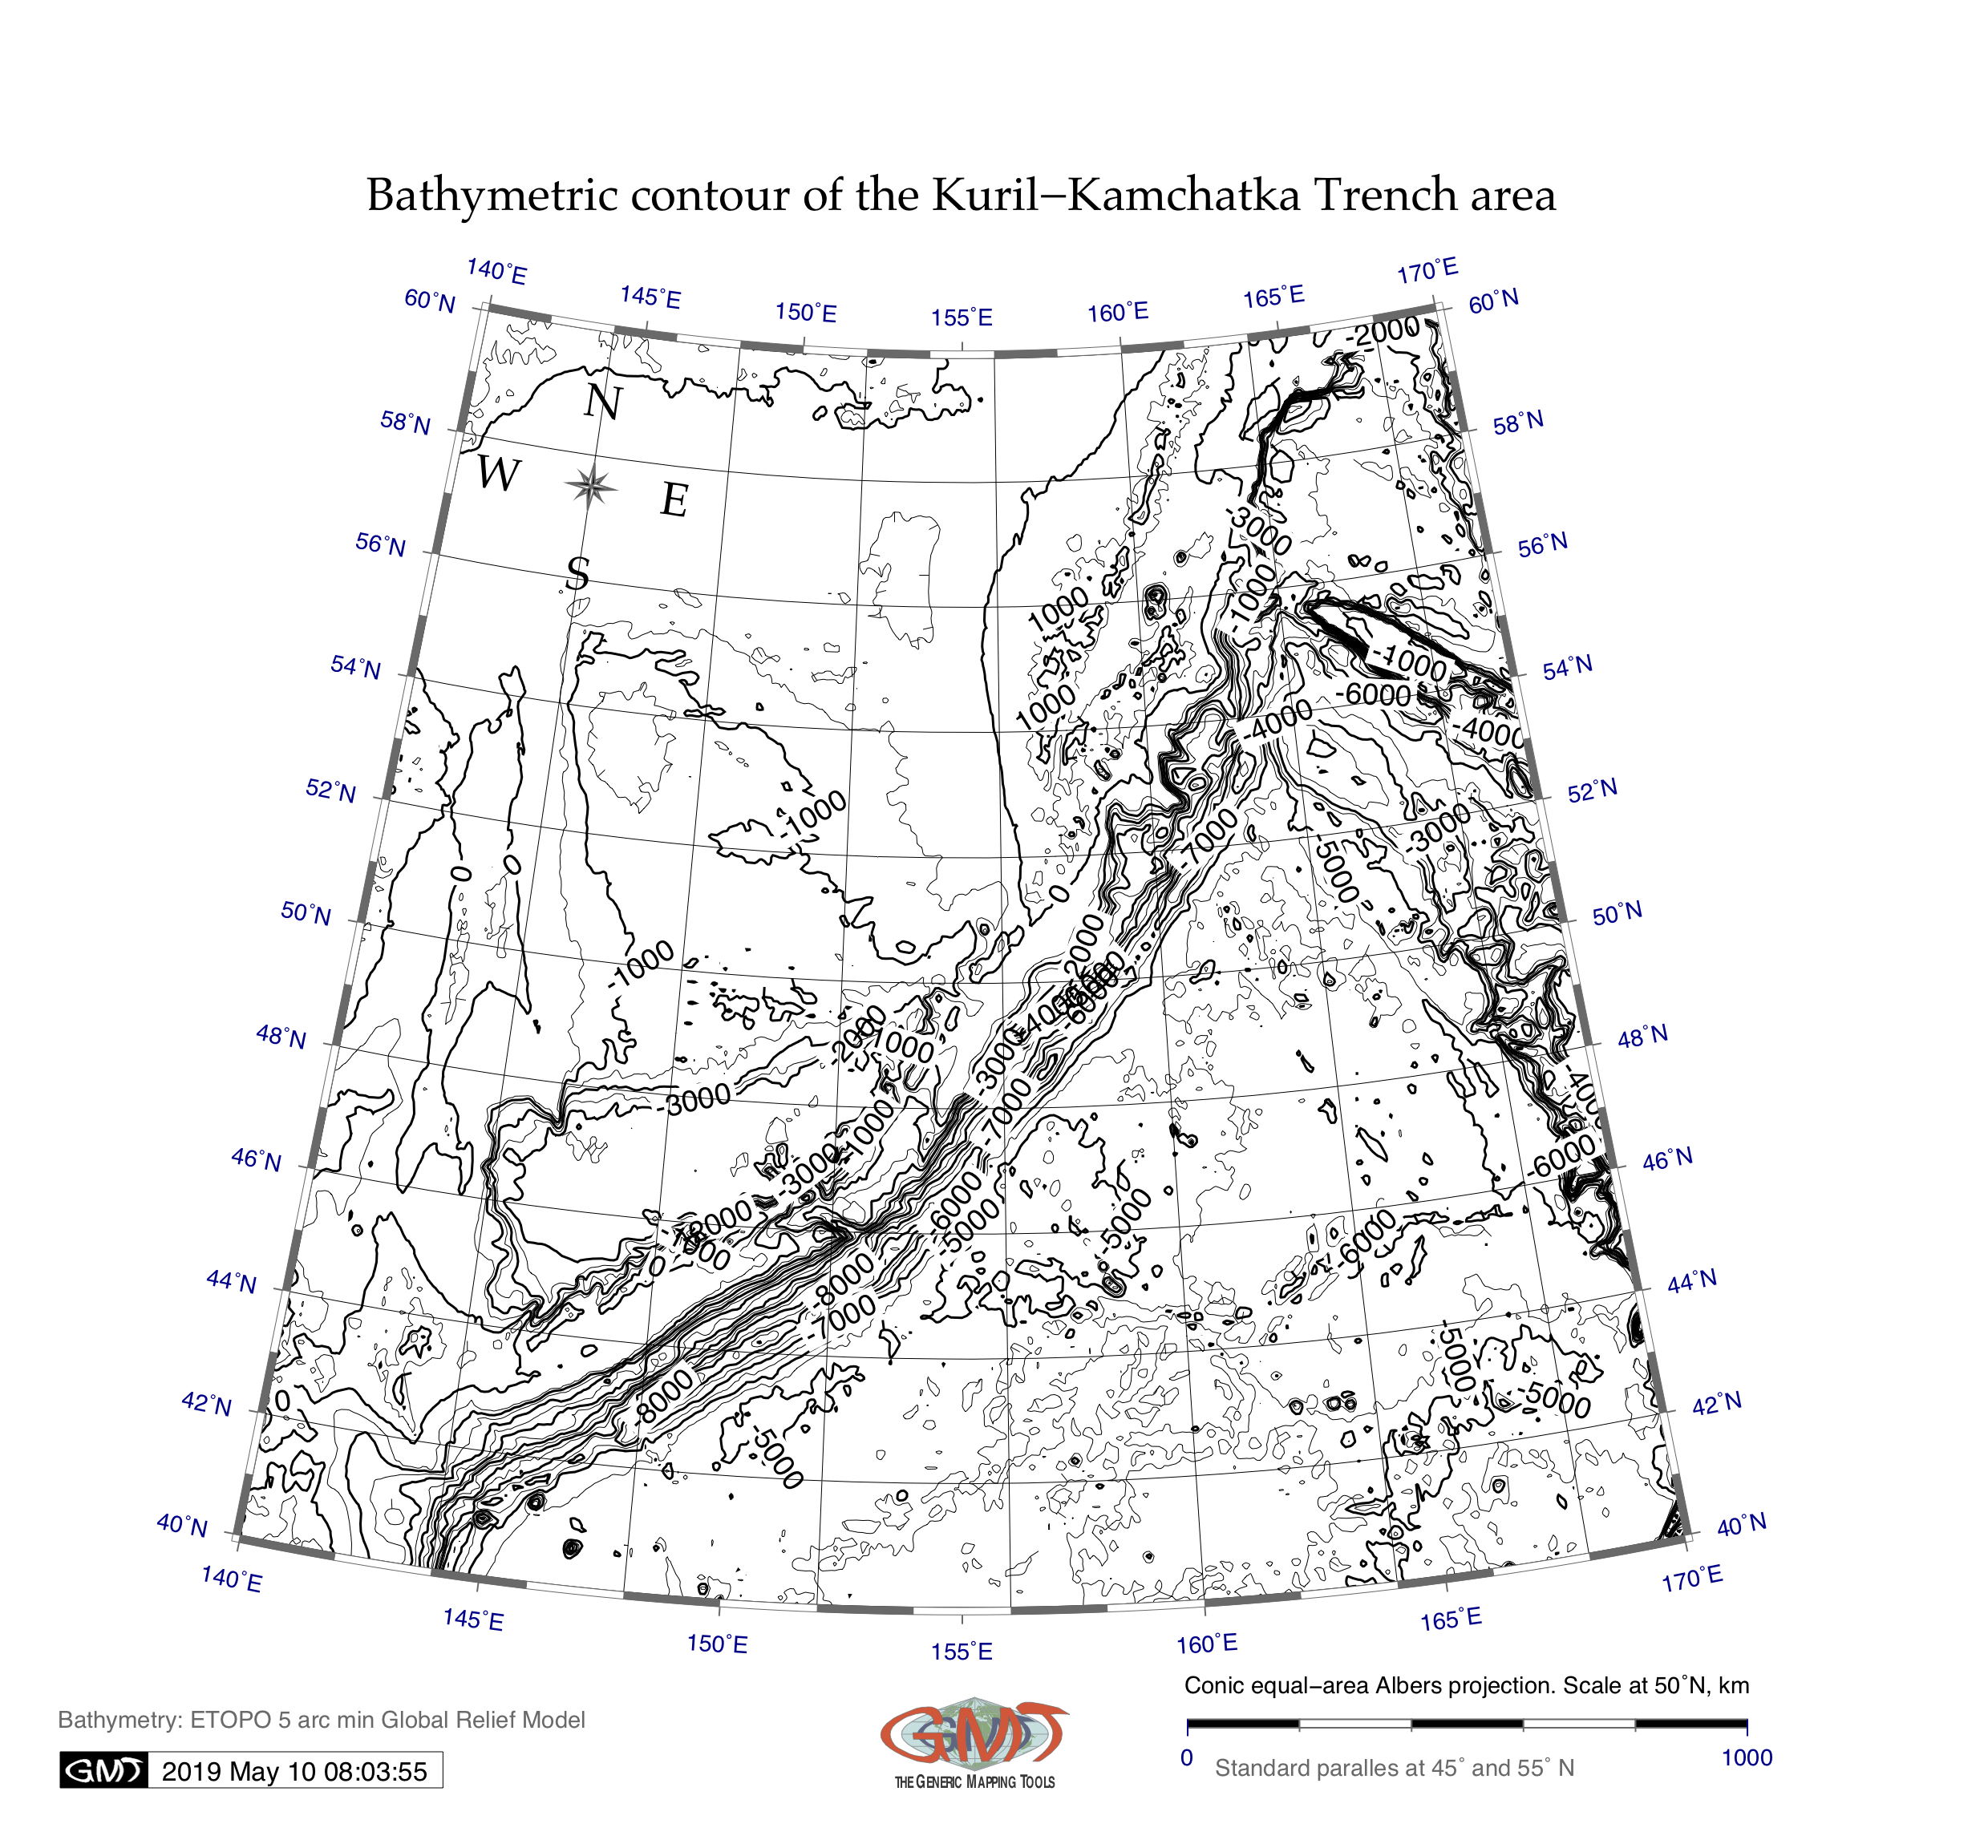 Bathymetric contour of the Kuril−Kamchatka Trench area
140˚E
145˚E
150˚E
155˚E
160˚E
165˚E
170˚E
60˚N
60˚N
58˚N
58˚N
56˚N
56˚N
54˚N
54˚N
52˚N
52˚N
50˚N
50˚N
48˚N
48˚N
46˚N
46˚N
44˚N
44˚N
42˚N
42˚N
40˚N
40˚N
140˚E
145˚E
150˚E
155˚E
160˚E
165˚E
170˚E
N
W
E
S
-2000
-3000
-1000
1000
-1000
1000
-6000
-4000
-4000
-1000
-7000
-3000
-5000
0
0
0
-1000
-2000
-2000
1000
-6000
-3000
-3000
-7000
-1000
-3000
-6000
-5000
-5000
-6000
-6000
0
-8000
-7000
-8000
-5000
-5000
-5000
0
Conic equal−area Albers projection. Scale at 50˚N, km
0
1000
Standard paralles at 45˚ and 55˚ N
Bathymetry: ETOPO 5 arc min Global Relief Model
GMT
2019 May 10 08:03:55
GMT
THE GENERIC MAPPING TOOLS